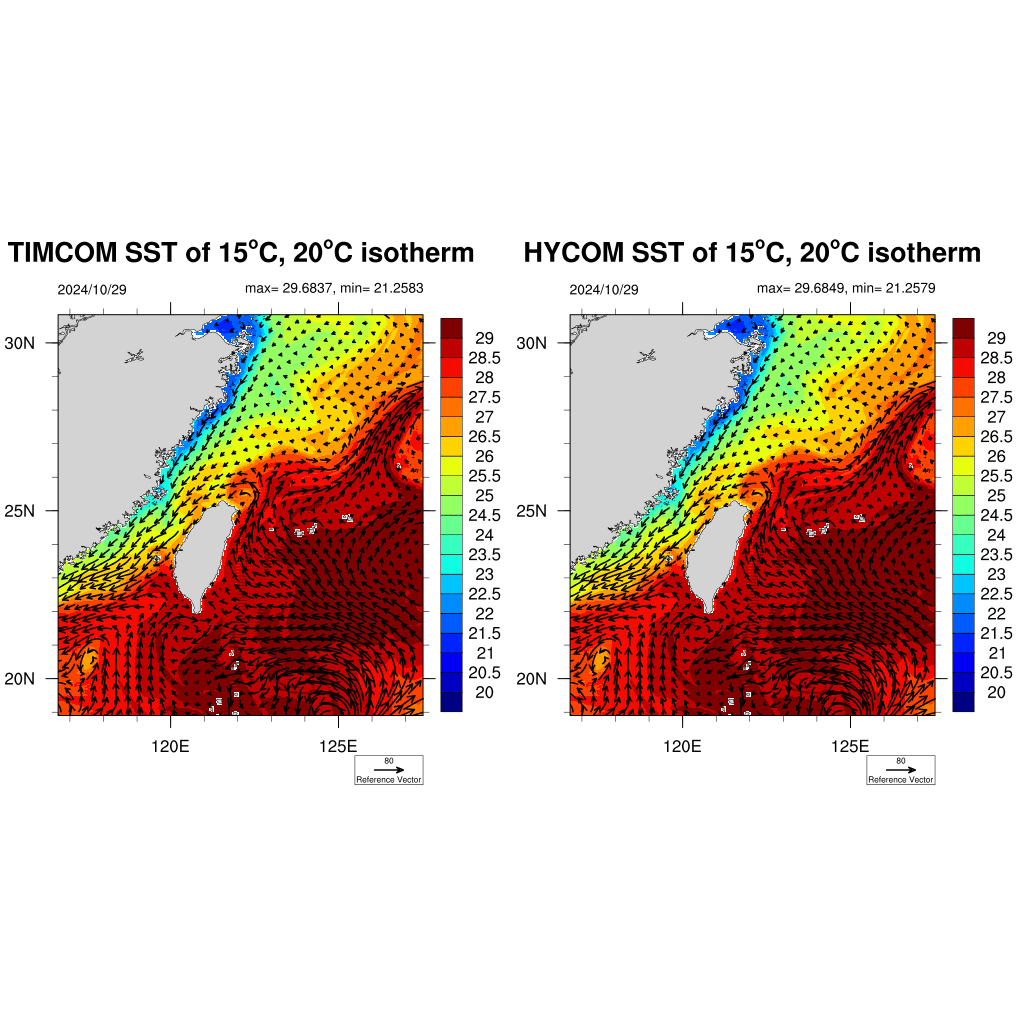 TIMCOM SST of 15°C, 20°C isotherm
2024/10/29
max= 29.6837, min= 21.2583
30N
25N
20N
120E
125E
29
28.5
28
27.5
27
26.5
26
25.5
25
24.5
24
23.5
23
22.5
22
21.5
21
20.5
20
80
Reference Vector
HYCOM SST of 15°C, 20°C isotherm
2024/10/29
max= 29.6849, min= 21.2579
30N
25N
20N
120E
125E
29
28.5
28
27.5
27
26.5
26
25.5
25
24.5
24
23.5
23
22.5
22
21.5
21
20.5
20
80
Reference Vector